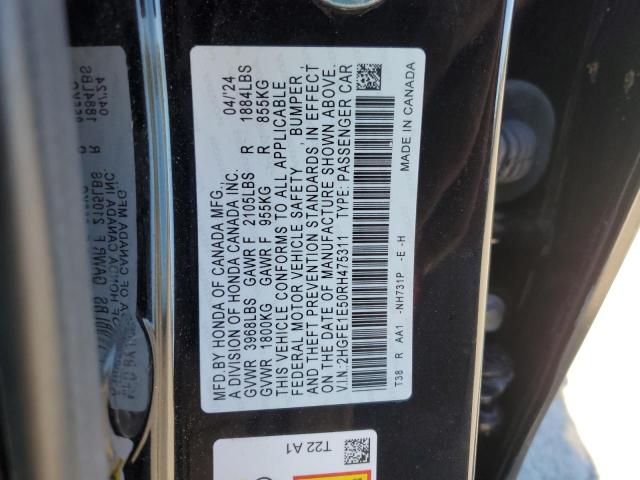 MFD BY HONDA OF CANADA MFG., 04/'24
A DIVISION OF HONDA CANADA INC.
GVWR 3968LBS GAWR F 2105LBS R 1884LBS
GVWR 1800KG GAWR F 955KG R 855KG
THIS VEHICLE CONFORMS TO ALL APPLICABLE
FEDERAL MOTOR VEHICLE SAFETY, BUMPER,
AND THEFT PREVENTION STANDARDS IN EFFECT
ON THE DATE OF MANUFACTURE SHOWN ABOVE.
V.I.N.: 2HGFE1E50RH475311 TYPE: PASSENGER CAR
T38 R AA1 -NH731P -E -H MADE IN CANADA
T22 A1